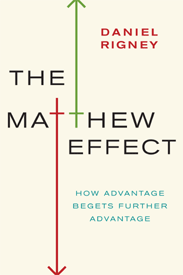 DANIEL
RIGNEY
THE
MATTHEW
EFFECT
HOW ADVANTAGE
BEGETS FURTHER
ADVANTAGE